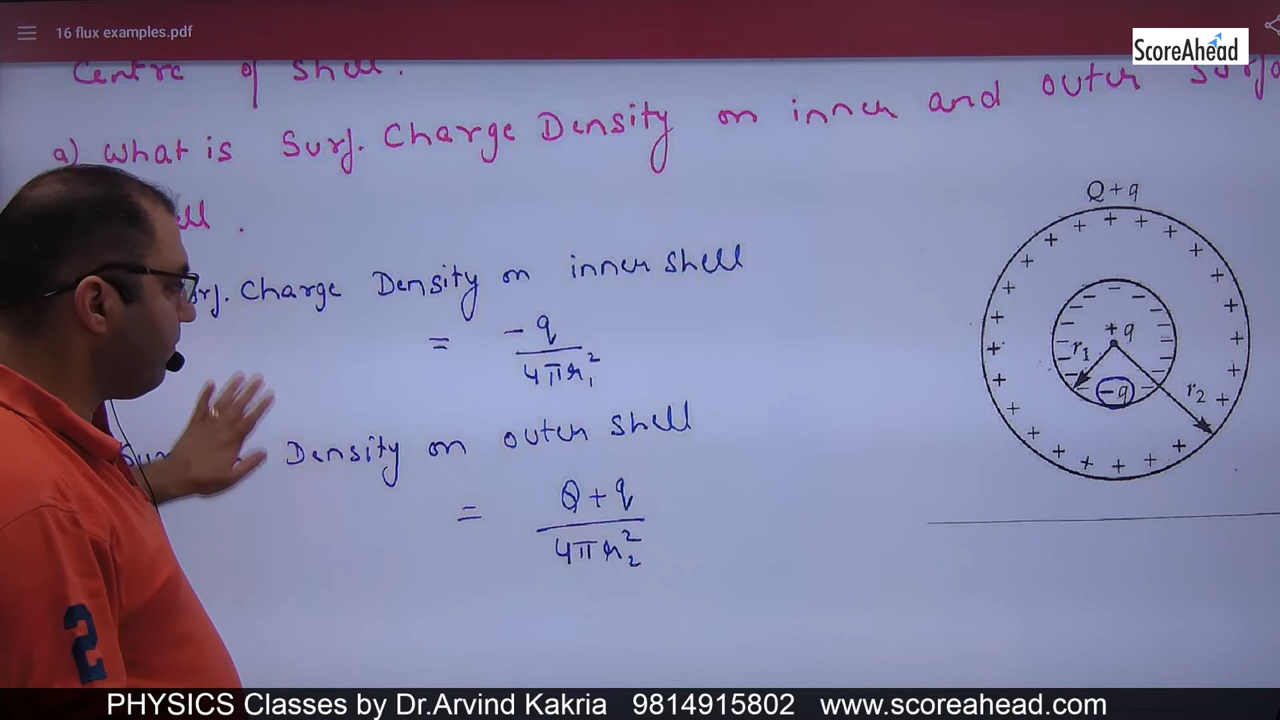 16 flux examples.pdf
ScoreAhead
Centre of shell.
a) What is Surf. Charge Density on inner and outer
Charge Density on inner shell
= -q / 4πr₁²
Density on outer shell
= Q+q / 4πr₂²
Q+q
+q
r₁
-q
r₂
2
PHYSICS Classes by Dr.Arvind Kakria 9814915802 www.scoreahead.com